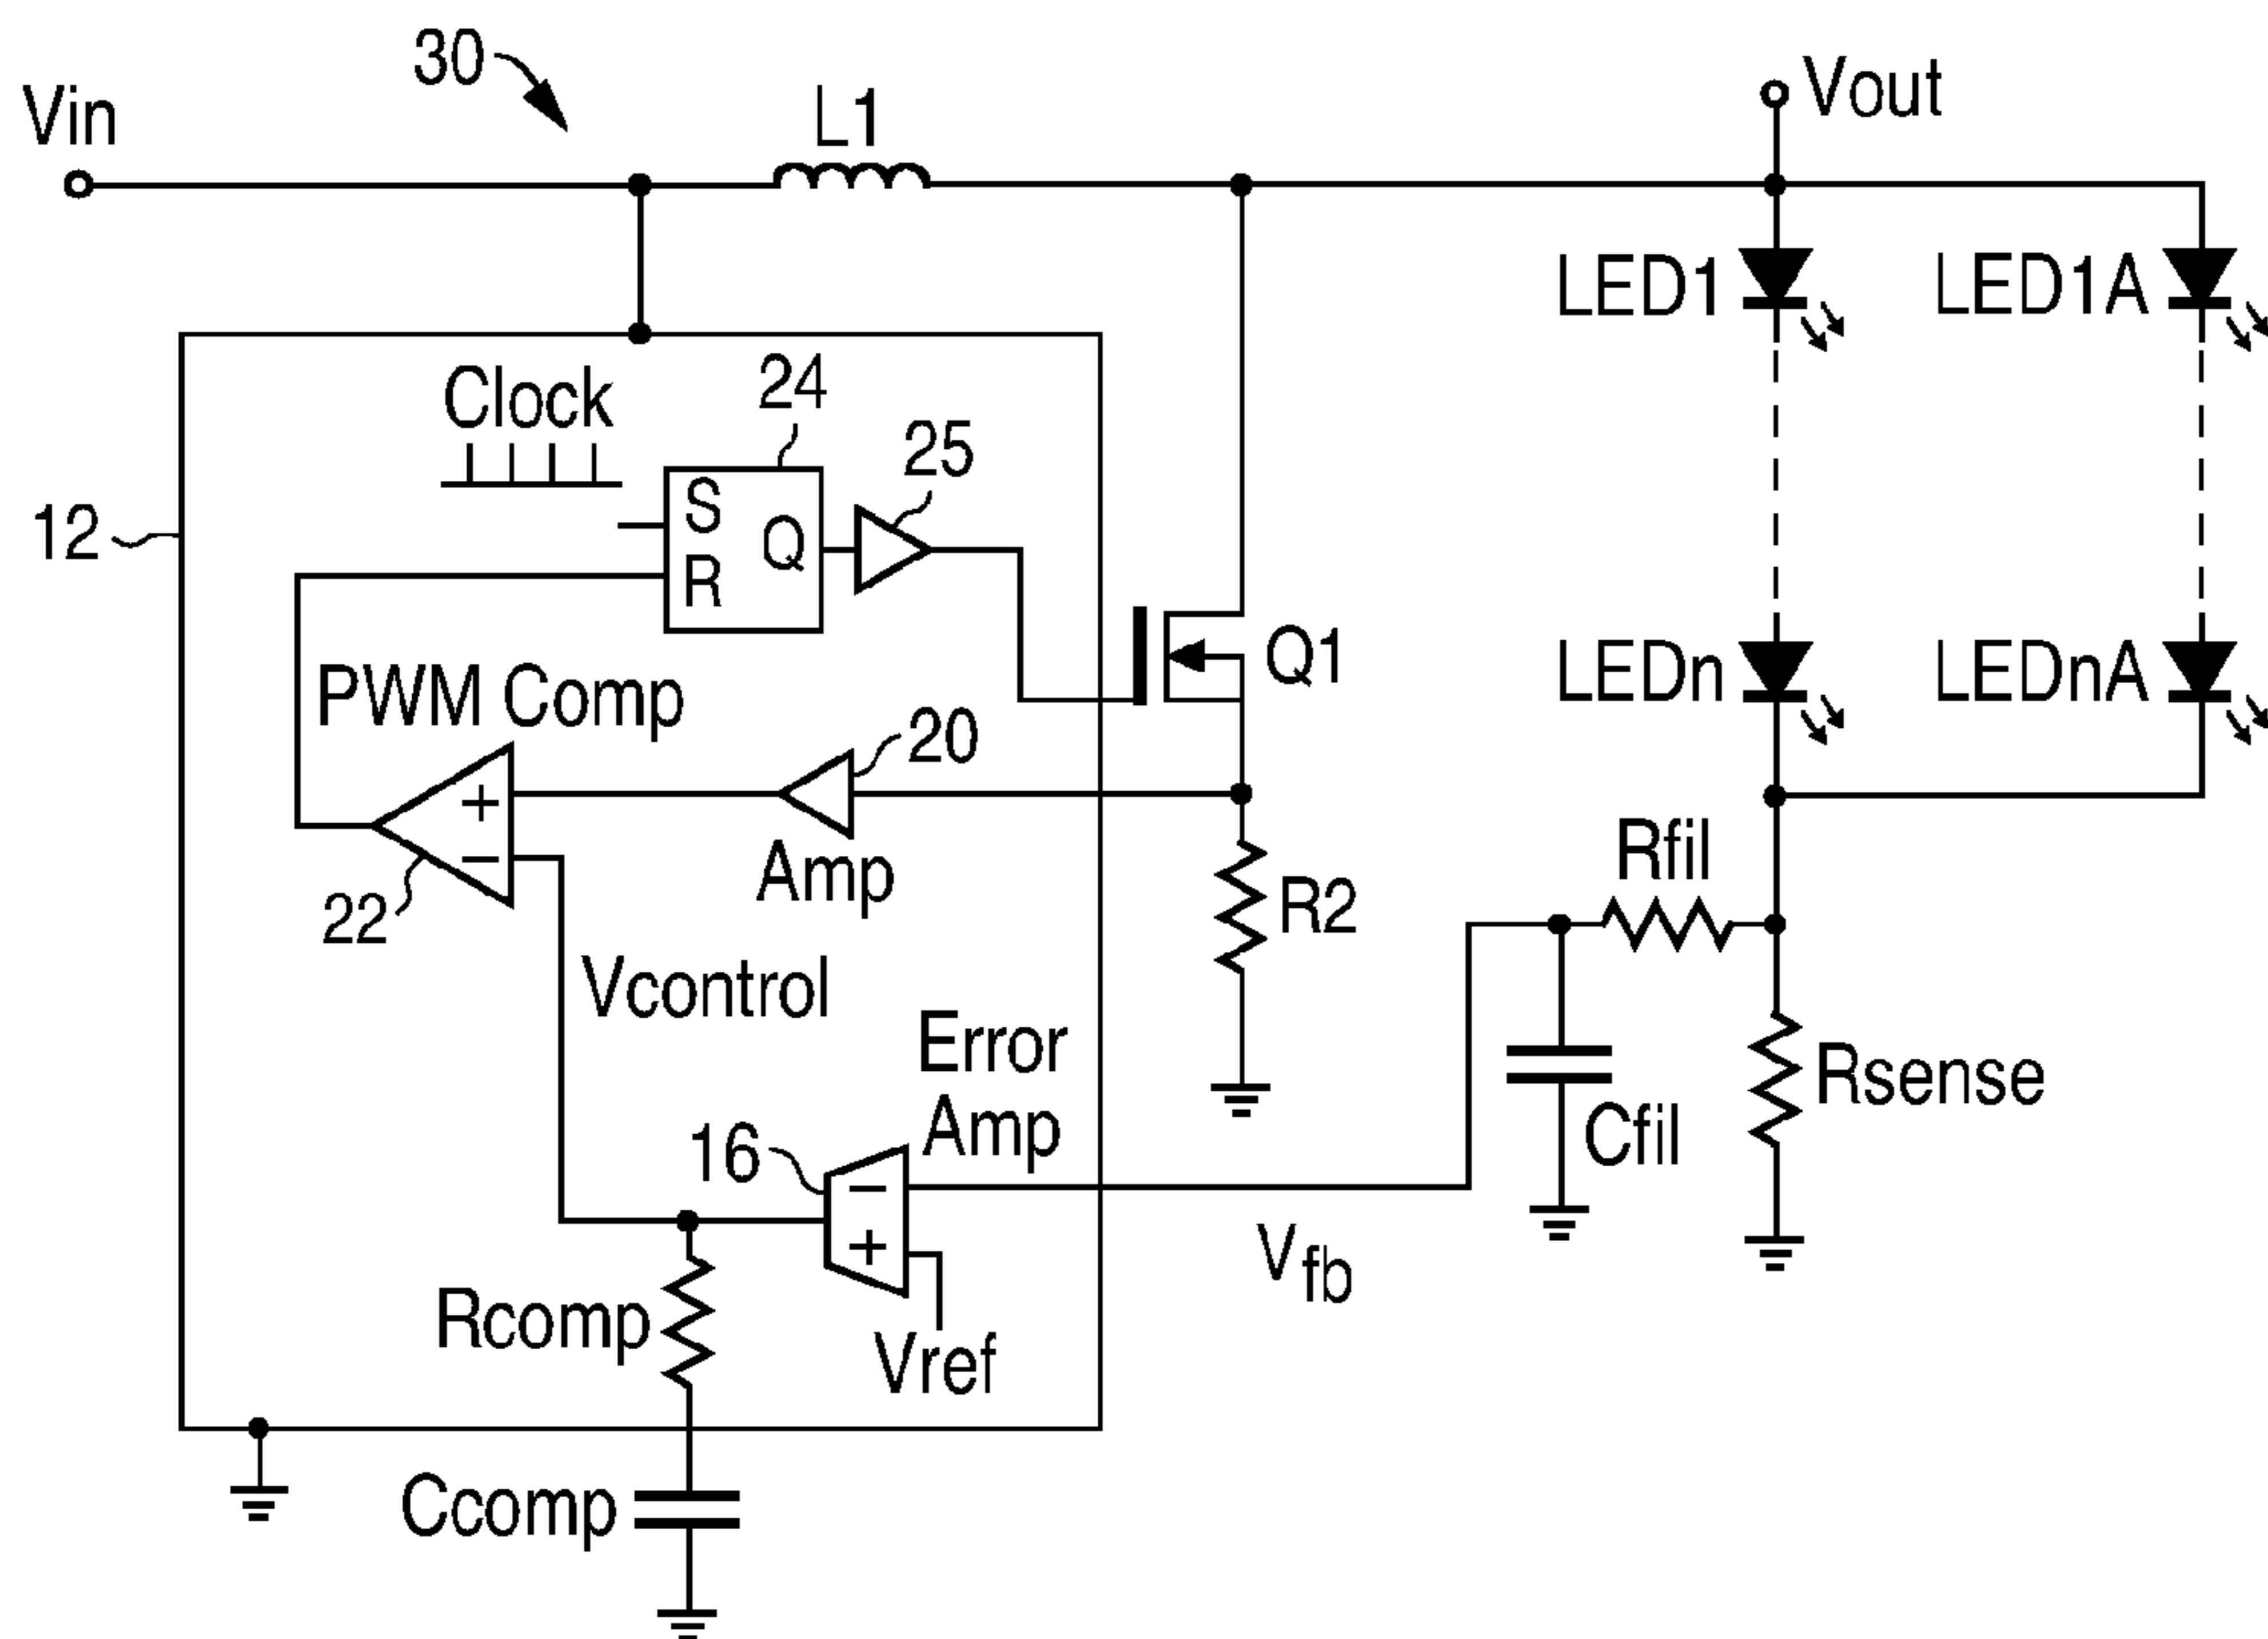 30
Vin
L1
Vout
LED1
LED1A
Clock
24
25
S
Q
R
12
PWM Comp
Q1
LEDn
LEDnA
20
+
−
Amp
22
R2
Rfil
Vcontrol
Error
Amp
Rsense
Cfil
16
−
+
Vfb
Rcomp
Vref
Ccomp